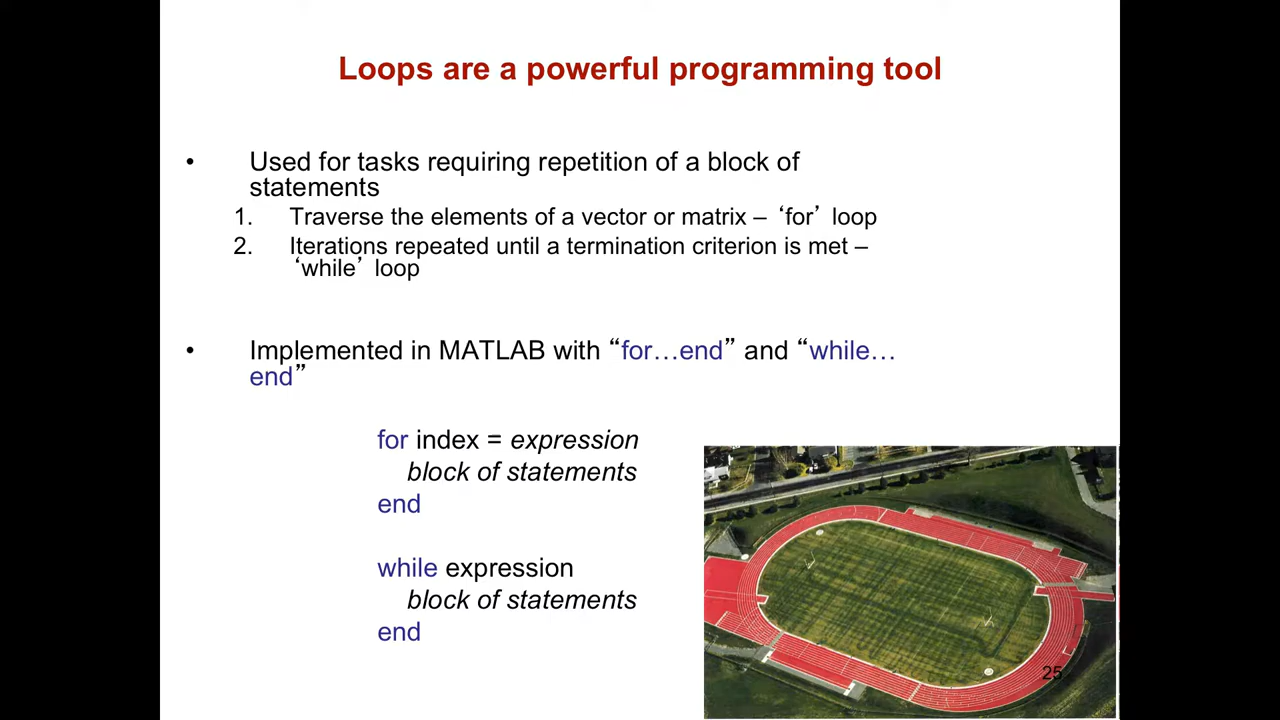 Loops are a powerful programming tool
• Used for tasks requiring repetition of a block of
statements
1. Traverse the elements of a vector or matrix – ‘for’ loop
2. Iterations repeated until a termination criterion is met –
‘while’ loop
• Implemented in MATLAB with “for…end” and “while…
end”
for index = expression
block of statements
end
while expression
block of statements
end
25